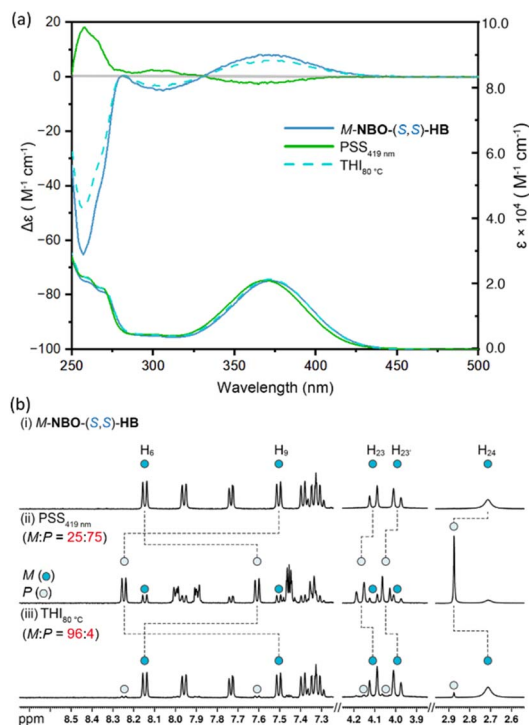 (a)
20
0
−20
−40
−60
−80
−100
Δε ( M⁻¹ cm⁻¹)
10.0
8.0
6.0
4.0
2.0
0.0
ε × 10⁴ ( M⁻¹ cm⁻¹)
M-NBO-(S,S)-HB
PSS₄₁₉ ₙₘ
THI₈₀ °C
250 300 350 400 450 500
Wavelength (nm)
(b)
(i) M-NBO-(S,S)-HB
H₆ H₉ H₂₃ H₂₃' H₂₄
(ii) PSS₄₁₉ ₙₘ
(M:P = 25:75)
M ( )
P ( )
(iii) THI₈₀ °C
(M:P = 96:4)
ppm 8.5 8.4 8.3 8.2 8.1 8.0 7.9 7.8 7.7 7.6 7.5 7.4 7.3 4.2 4.1 4.0 3.9 2.9 2.8 2.7 2.6